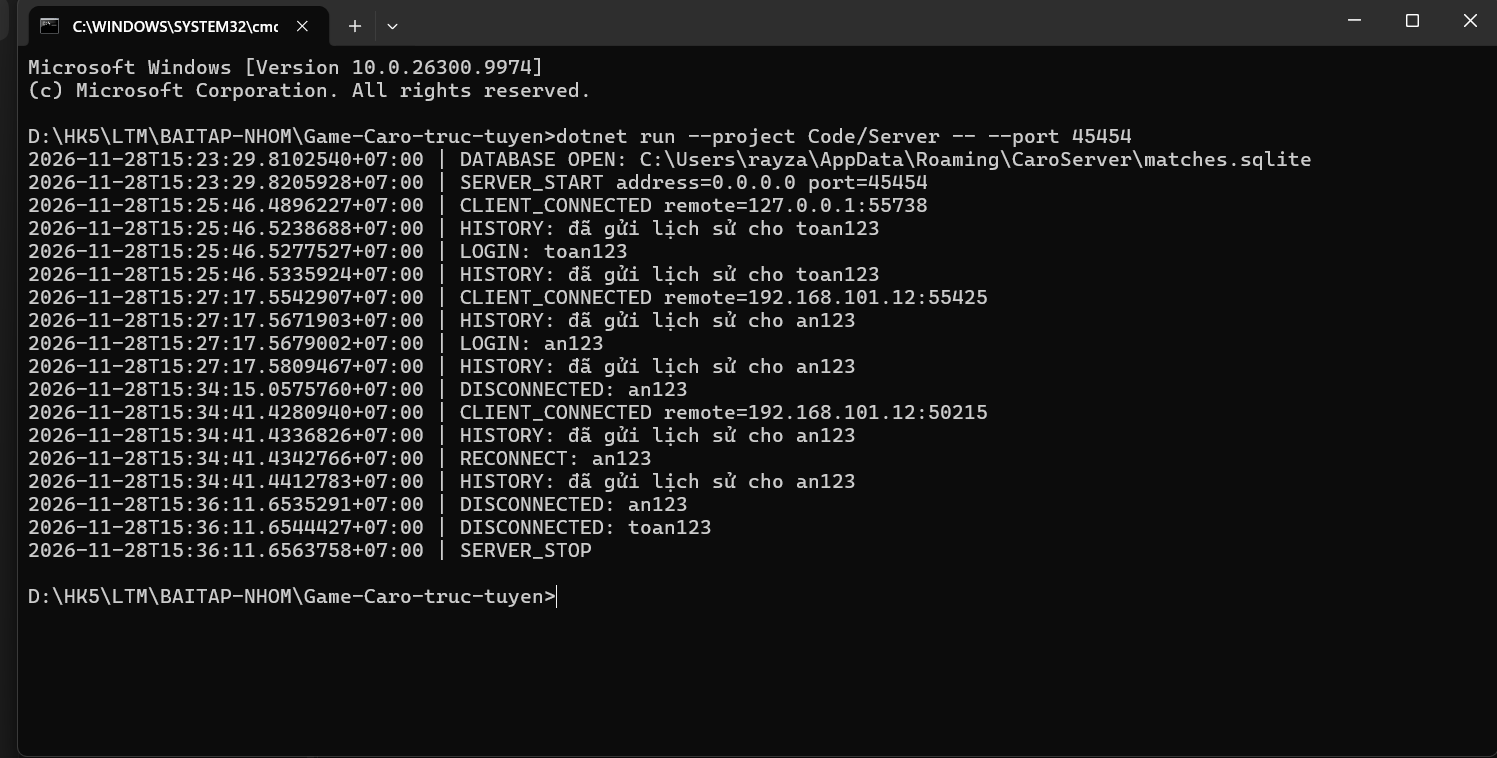 C:\WINDOWS\SYSTEM32\cmd
Microsoft Windows [Version 10.0.26300.9974]
(c) Microsoft Corporation. All rights reserved.
D:\HK5\LTM\BAITAP-NHOM\Game-Caro-truc-tuyen>dotnet run --project Code/Server -- --port 45454
2026-11-28T15:23:29.8102540+07:00 | DATABASE OPEN: C:\Users\rayza\AppData\Roaming\CaroServer\matches.sqlite
2026-11-28T15:23:29.8205928+07:00 | SERVER_START address=0.0.0.0 port=45454
2026-11-28T15:25:46.4896227+07:00 | CLIENT_CONNECTED remote=127.0.0.1:55738
2026-11-28T15:25:46.5238688+07:00 | HISTORY: đã gửi lịch sử cho toan123
2026-11-28T15:25:46.5277527+07:00 | LOGIN: toan123
2026-11-28T15:25:46.5335924+07:00 | HISTORY: đã gửi lịch sử cho toan123
2026-11-28T15:27:17.5542907+07:00 | CLIENT_CONNECTED remote=192.168.101.12:55425
2026-11-28T15:27:17.5671903+07:00 | HISTORY: đã gửi lịch sử cho an123
2026-11-28T15:27:17.5679002+07:00 | LOGIN: an123
2026-11-28T15:27:17.5809467+07:00 | HISTORY: đã gửi lịch sử cho an123
2026-11-28T15:34:15.0575760+07:00 | DISCONNECTED: an123
2026-11-28T15:34:41.4280940+07:00 | CLIENT_CONNECTED remote=192.168.101.12:50215
2026-11-28T15:34:41.4336826+07:00 | HISTORY: đã gửi lịch sử cho an123
2026-11-28T15:34:41.4342766+07:00 | RECONNECT: an123
2026-11-28T15:34:41.4412783+07:00 | HISTORY: đã gửi lịch sử cho an123
2026-11-28T15:36:11.6535291+07:00 | DISCONNECTED: an123
2026-11-28T15:36:11.6544427+07:00 | DISCONNECTED: toan123
2026-11-28T15:36:11.6563758+07:00 | SERVER_STOP
D:\HK5\LTM\BAITAP-NHOM\Game-Caro-truc-tuyen>